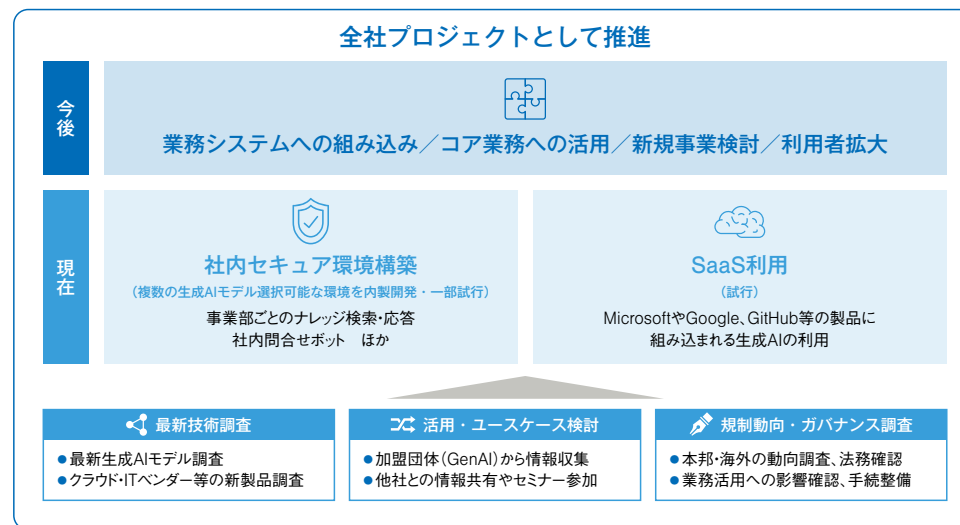 全社プロジェクトとして推進
今後
業務システムへの組み込み／コア業務への活用／新規事業検討／利用者拡大
現在
社内セキュア環境構築
（複数の生成AIモデル選択可能な環境を内製開発・一部試行）
事業部ごとのナレッジ検索・応答
社内問合せボット　ほか
SaaS利用
（試行）
MicrosoftやGoogle、GitHub等の製品に
組み込まれる生成AIの利用
最新技術調査
●最新生成AIモデル調査
●クラウド・ITベンダー等の新製品調査
活用・ユースケース検討
●加盟団体（GenAI）から情報収集
●他社との情報共有やセミナー参加
規制動向・ガバナンス調査
●本邦・海外の動向調査、法務確認
●業務活用への影響確認、手続整備